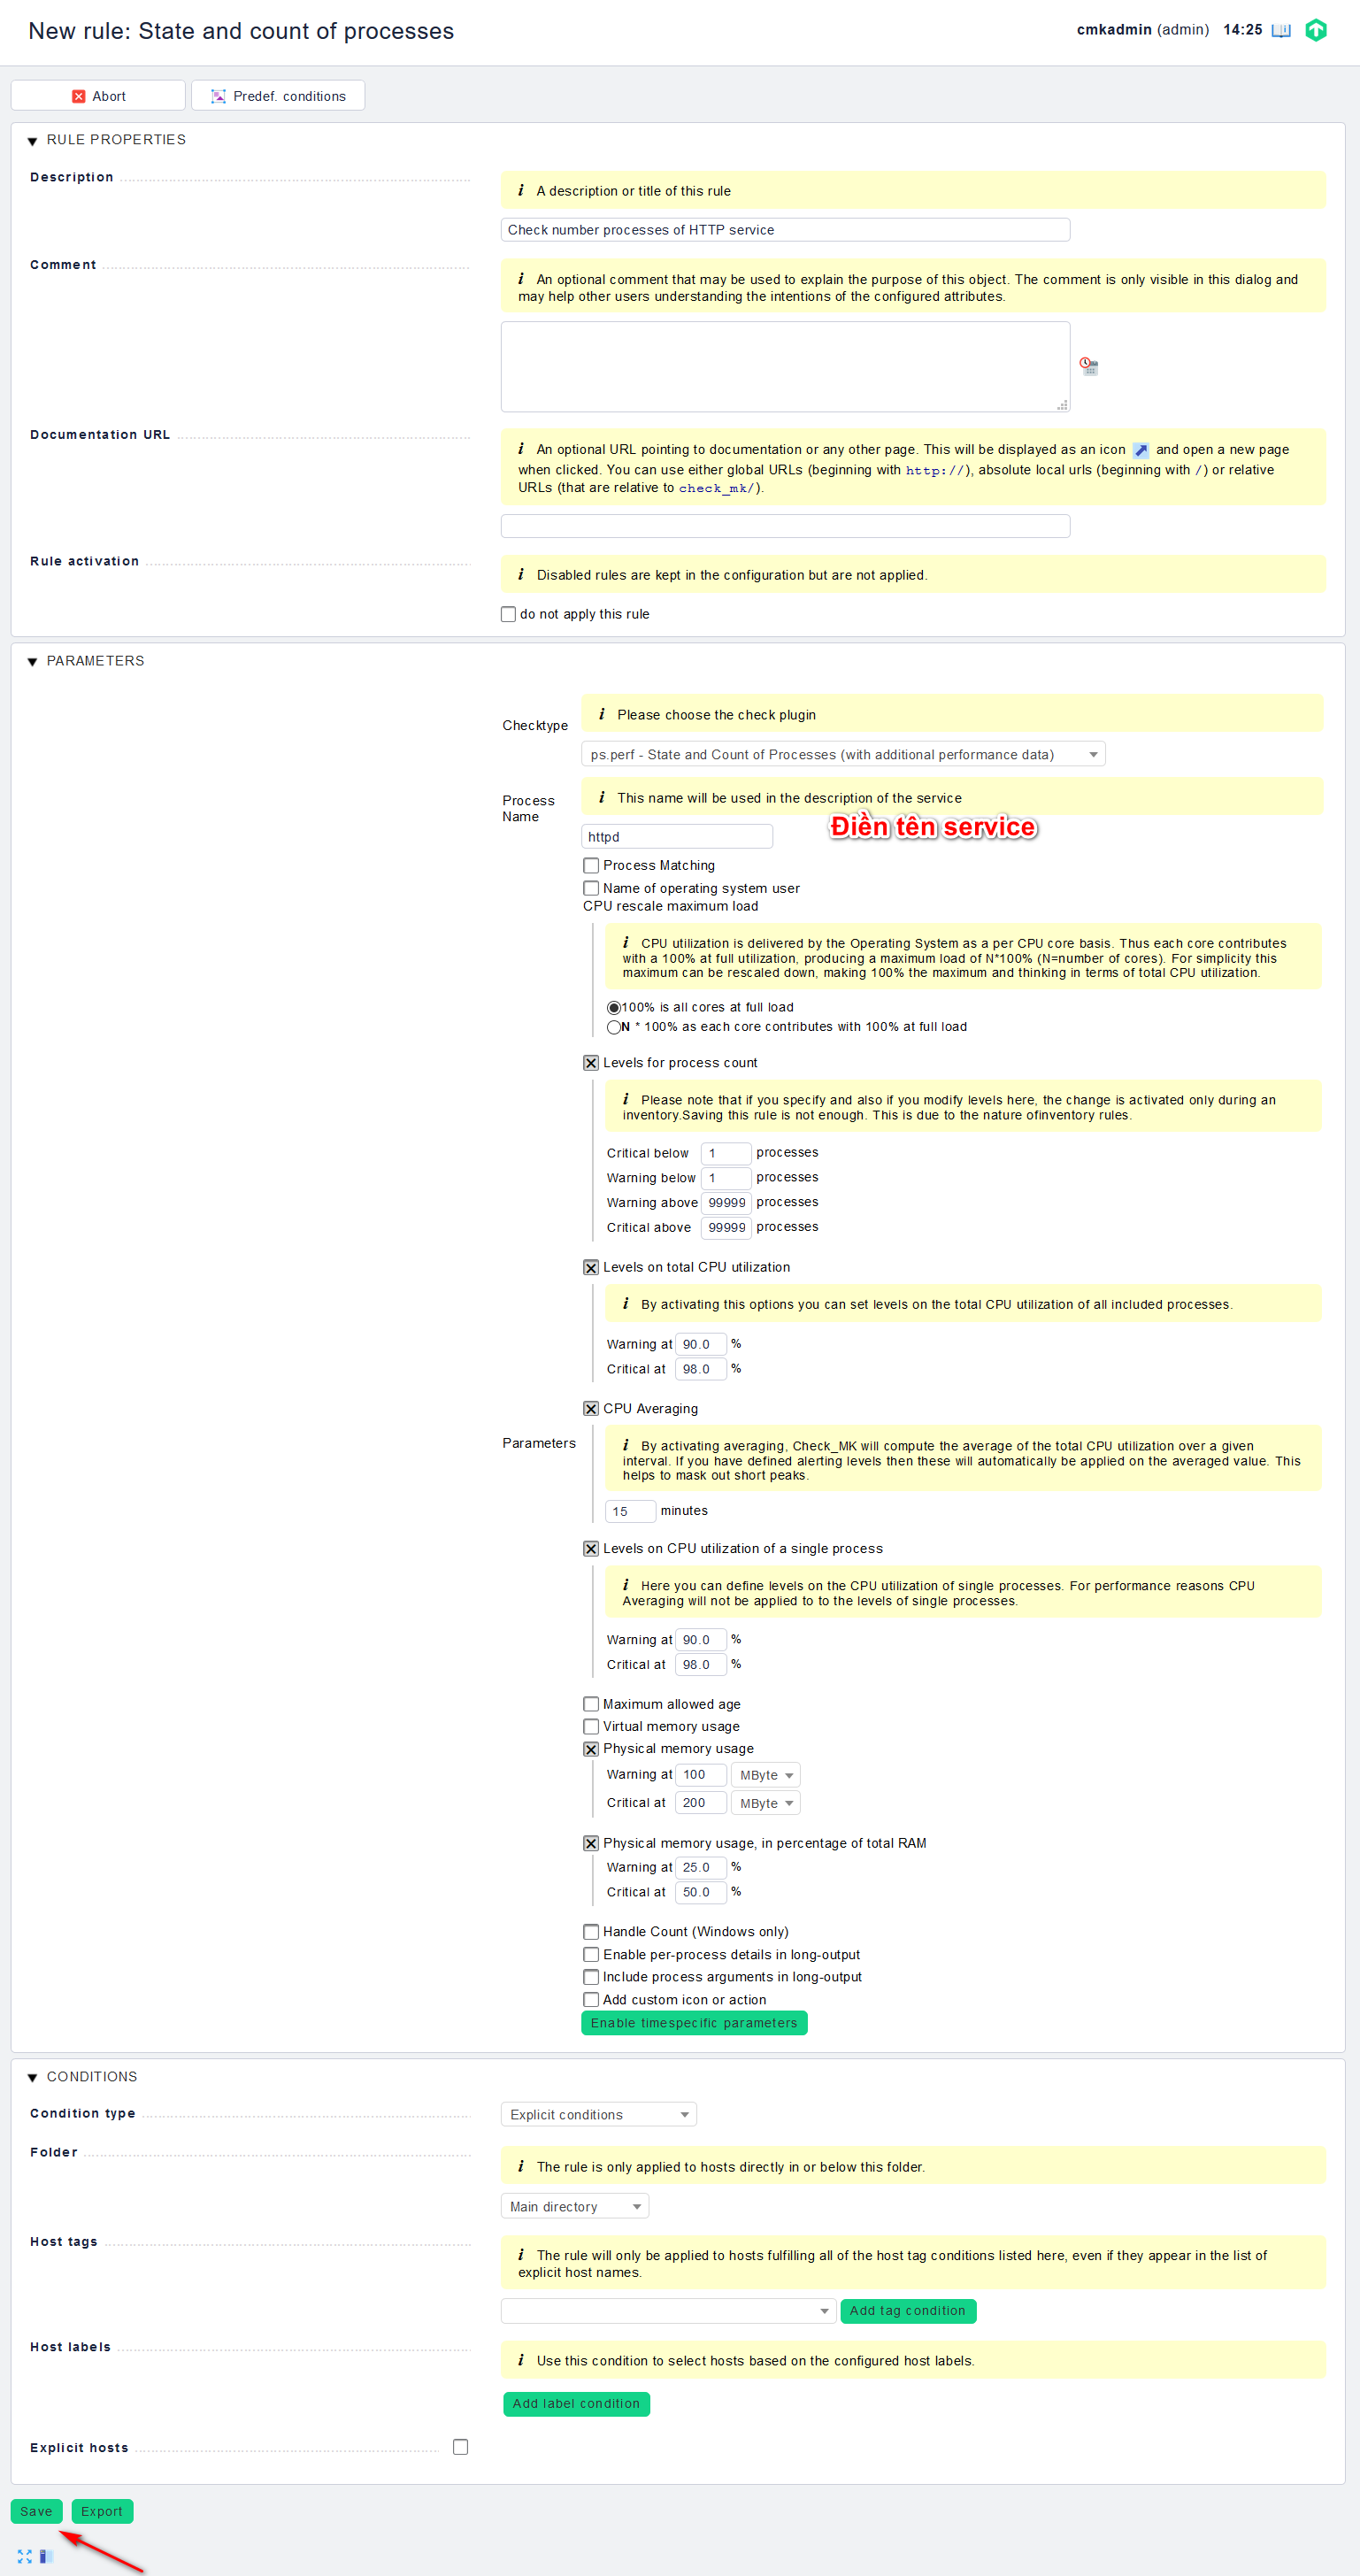 New rule: State and count of processes
cmkadmin (admin) 14:25
Abort
Predef. conditions
RULE PROPERTIES
Description
i A description or title of this rule
Check number processes of HTTP service
Comment
i An optional comment that may be used to explain the purpose of this object. The comment is only visible in this dialog and
may help other users understanding the intentions of the configured attributes.
Documentation URL
i An optional URL pointing to documentation or any other page. This will be displayed as an icon and open a new page
when clicked. You can use either global URLs (beginning with http://), absolute local urls (beginning with /) or relative
URLs (that are relative to check_mk/).
Rule activation
i Disabled rules are kept in the configuration but are not applied.
do not apply this rule
PARAMETERS
Checktype
i Please choose the check plugin
ps.perf - State and Count of Processes (with additional performance data)
Process
Name
i This name will be used in the description of the service
Điền tên service
httpd
Process Matching
Name of operating system user
CPU rescale maximum load
i CPU utilization is delivered by the Operating System as a per CPU core basis. Thus each core contributes
with a 100% at full utilization, producing a maximum load of N*100% (N=number of cores). For simplicity this
maximum can be rescaled down, making 100% the maximum and thinking in terms of total CPU utilization.
100% is all cores at full load
N * 100% as each core contributes with 100% at full load
Levels for process count
i Please note that if you specify and also if you modify levels here, the change is activated only during an
inventory.Saving this rule is not enough. This is due to the nature ofinventory rules.
Critical below 1 processes
Warning below 1 processes
Warning above 99999 processes
Critical above 99999 processes
Levels on total CPU utilization
i By activating this options you can set levels on the total CPU utilization of all included processes.
Warning at 90.0 %
Critical at 98.0 %
CPU Averaging
Parameters
i By activating averaging, Check_MK will compute the average of the total CPU utilization over a given
interval. If you have defined alerting levels then these will automatically be applied on the averaged value. This
helps to mask out short peaks.
15 minutes
Levels on CPU utilization of a single process
i Here you can define levels on the CPU utilization of single processes. For performance reasons CPU
Averaging will not be applied to to the levels of single processes.
Warning at 90.0 %
Critical at 98.0 %
Maximum allowed age
Virtual memory usage
Physical memory usage
Warning at 100 MByte
Critical at 200 MByte
Physical memory usage, in percentage of total RAM
Warning at 25.0 %
Critical at 50.0 %
Handle Count (Windows only)
Enable per-process details in long-output
Include process arguments in long-output
Add custom icon or action
Enable timespecific parameters
CONDITIONS
Condition type
Explicit conditions
Folder
i The rule is only applied to hosts directly in or below this folder.
Main directory
Host tags
i The rule will only be applied to hosts fulfilling all of the host tag conditions listed here, even if they appear in the list of
explicit host names.
Add tag condition
Host labels
i Use this condition to select hosts based on the configured host labels.
Add label condition
Explicit hosts
Save Export